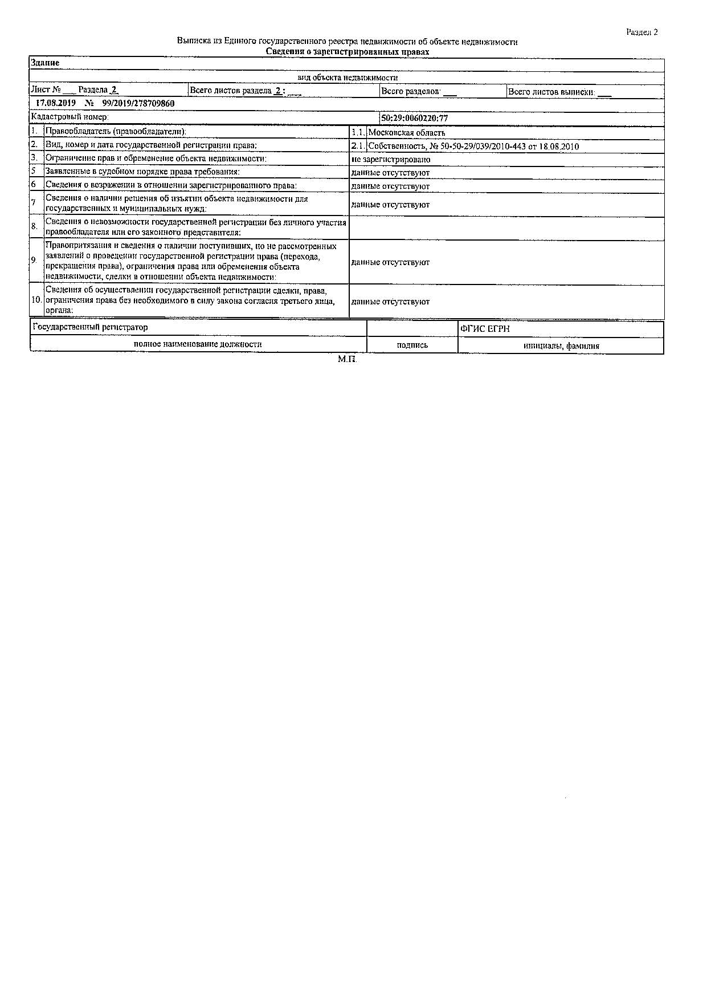 Раздел 2
Выписка из Единого государственного реестра недвижимости об объекте недвижимости
Сведения о зарегистрированных правах
Здание
вид объекта недвижимости
Лист № ___ Раздела 2 Всего листов раздела 2 : ___ Всего разделов: ___ Всего листов выписки: ___
17.08.2019 № 99/2019/278709860
Кадастровый номер: 50:29:0060220:77
1. Правообладатель (правообладатели): 1.1. Московская область
2. Вид, номер и дата государственной регистрации права: 2.1. Собственность, № 50-50-29/039/2010-443 от 18.08.2010
3. Ограничение прав и обременение объекта недвижимости: не зарегистрировано
5 Заявленные в судебном порядке права требования: данные отсутствуют
6 Сведения о возражении в отношении зарегистрированного права: данные отсутствуют
7 Сведения о наличии решения об изъятии объекта недвижимости для
государственных и муниципальных нужд: данные отсутствуют
8. Сведения о невозможности государственной регистрации без личного участия
правообладателя или его законного представителя:
9. Правопритязания и сведения о наличии поступивших, но не рассмотренных
заявлений о проведении государственной регистрации права (перехода,
прекращения права), ограничения права или обременения объекта
недвижимости, сделки в отношении объекта недвижимости: данные отсутствуют
Сведения об осуществлении государственной регистрации сделки, права,
10. ограничения права без необходимого в силу закона согласия третьего лица, данные отсутствуют
органа:
Государственный регистратор ФГИС ЕГРН
полное наименование должности подпись инициалы, фамилия
М.П.